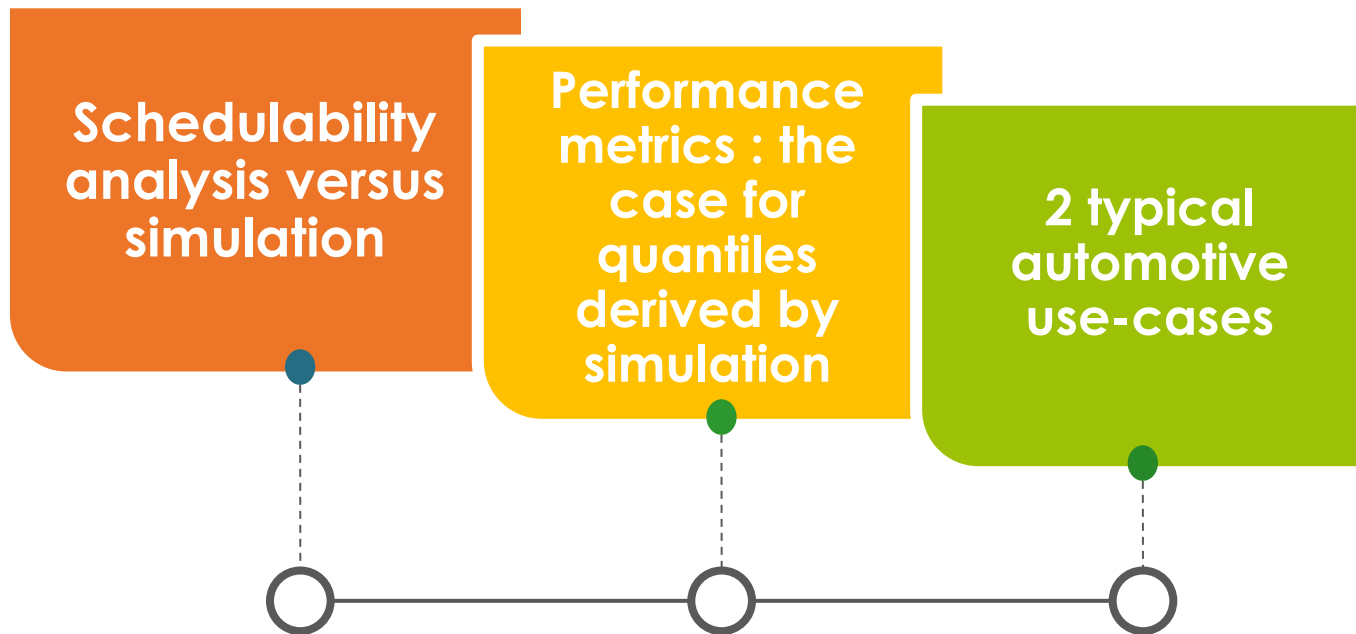 Schedulability
analysis versus
simulation
Performance
metrics : the
case for
quantiles
derived by
simulation
2 typical
automotive
use-cases